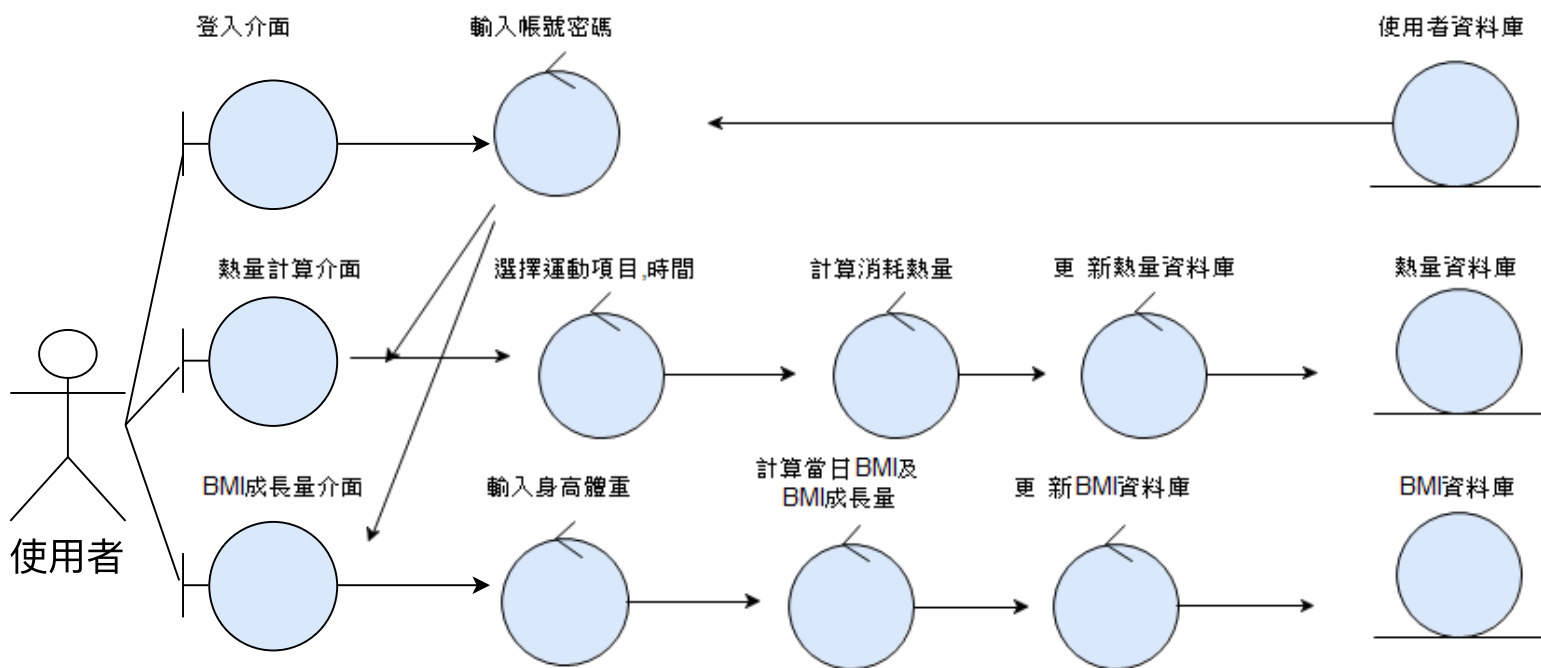 登入介面
輸入帳號密碼
使用者資料庫
熱量計算介面
選擇運動項目,時間
計算消耗熱量
更 新熱量資料庫
熱量資料庫
BMI成長量介面
輸入身高體重
計算當日BMI及
BMI成長量
更 新BMI資料庫
BMI資料庫
使用者